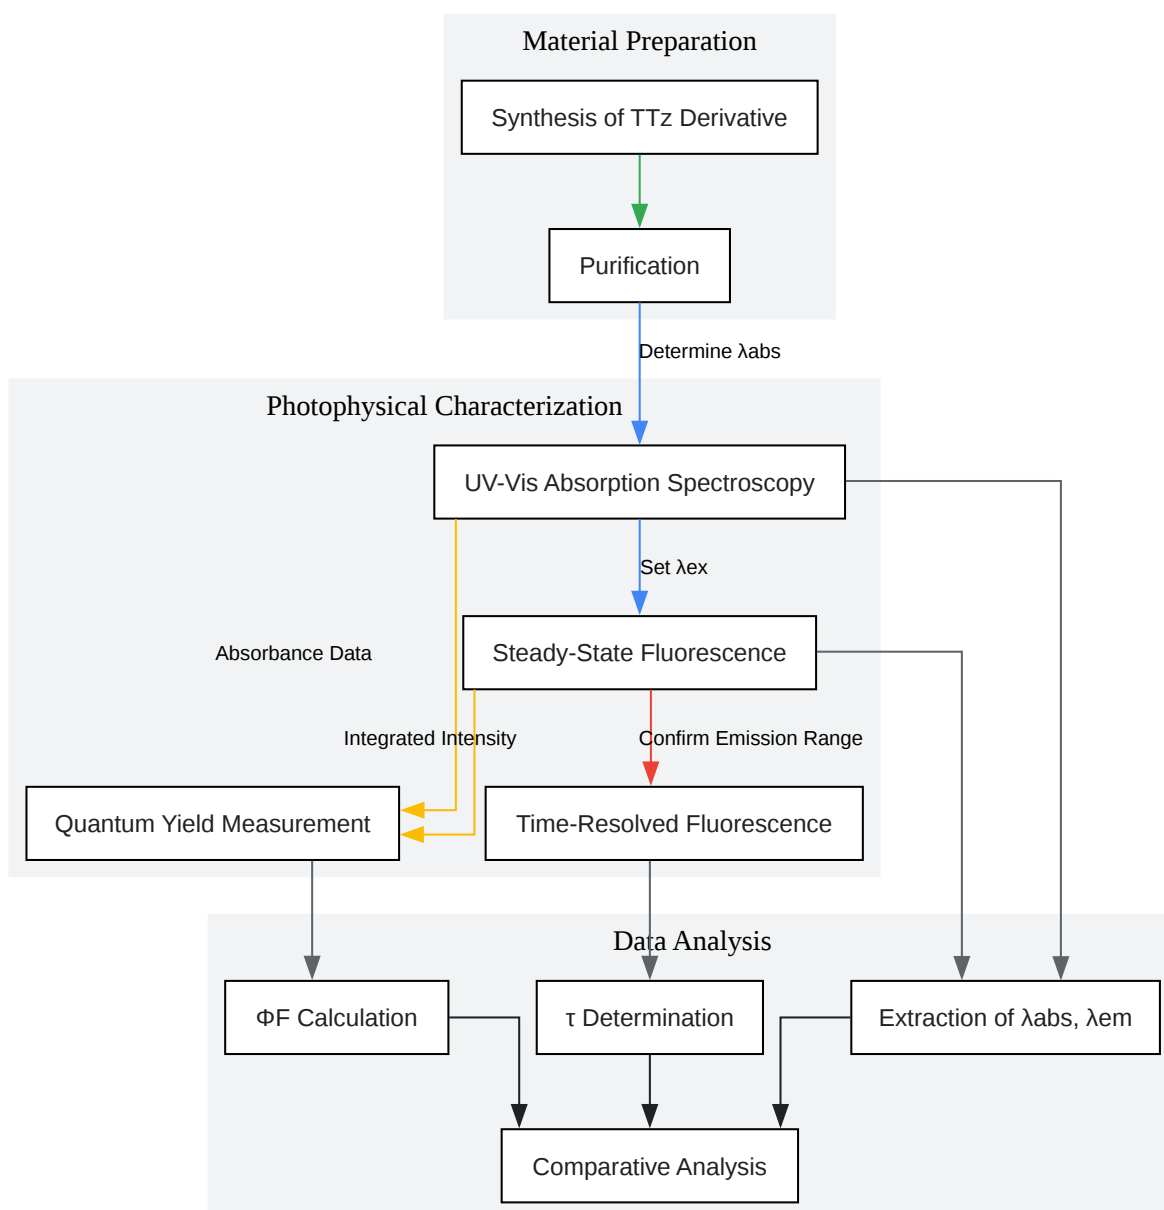 Material Preparation
Synthesis of TTz Derivative
Purification
Determine λabs
Photophysical Characterization
UV-Vis Absorption Spectroscopy
Set λex
Absorbance Data
Steady-State Fluorescence
Integrated Intensity
Confirm Emission Range
Quantum Yield Measurement
Time-Resolved Fluorescence
Data Analysis
ΦF Calculation
τ Determination
Extraction of λabs, λem
Comparative Analysis